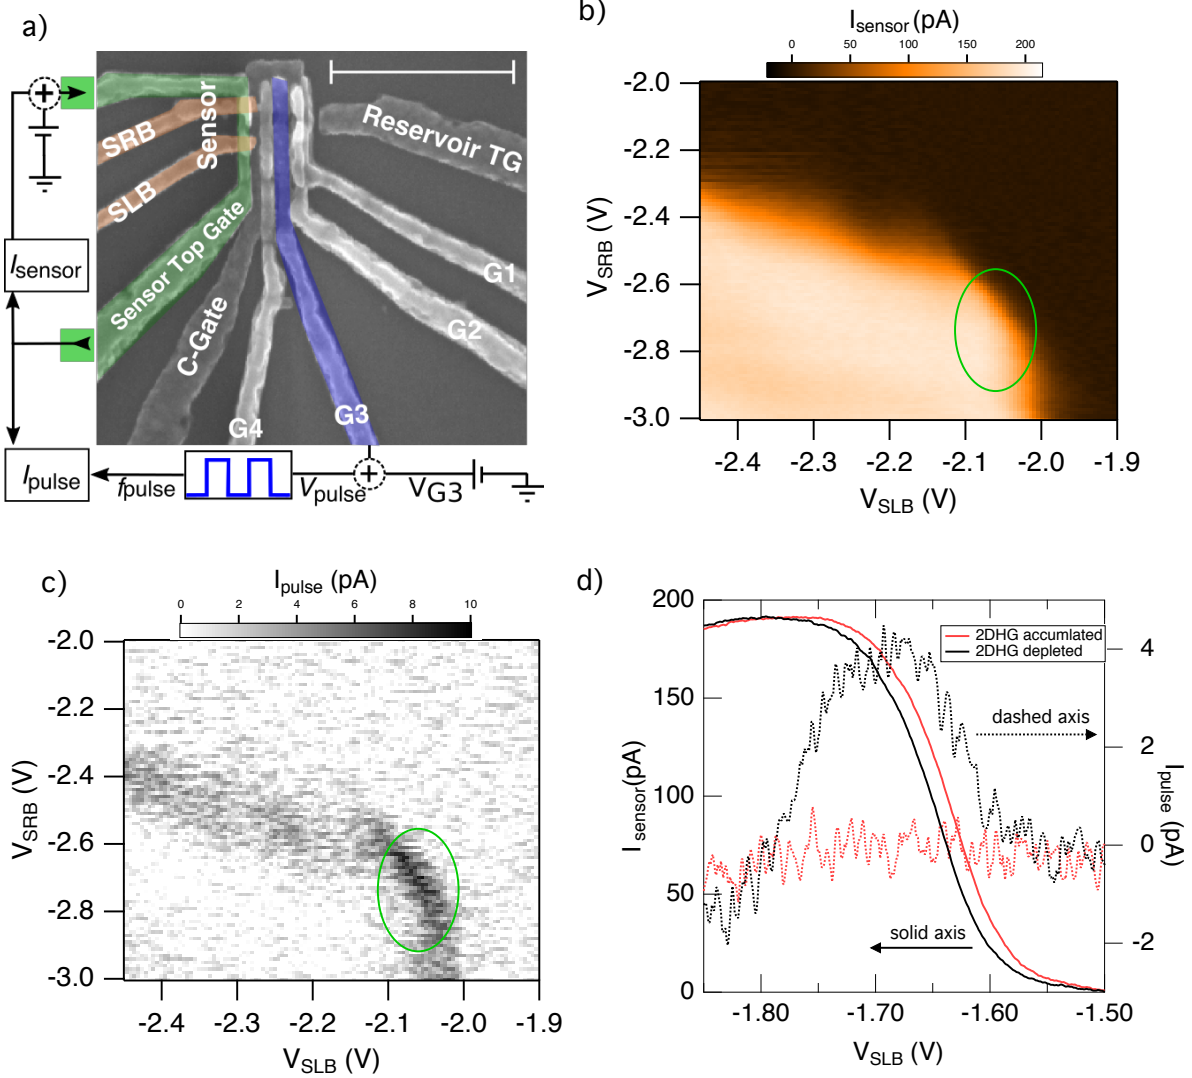 a)
SRB
SLB
Sensor
Reservoir TG
Sensor Top Gate
C-Gate
G1
G2
G3
G4
Isensor
Ipulse
fpulse
Vpulse
VG3
b)
Isensor (pA)
0 50 100 150 200
VSRB (V)
-2.0
-2.2
-2.4
-2.6
-2.8
-3.0
-2.4 -2.3 -2.2 -2.1 -2.0 -1.9
VSLB (V)
c)
Ipulse (pA)
0 2 4 6 8 10
VSRB (V)
-2.0
-2.2
-2.4
-2.6
-2.8
-3.0
-2.4 -2.3 -2.2 -2.1 -2.0 -1.9
VSLB (V)
d)
I sensor(pA)
200
150
100
50
0
2DHG accumlated
2DHG depleted
dashed axis
solid axis
4
2
0
-2
Ipulse (pA)
-1.80 -1.70 -1.60 -1.50
VSLB (V)